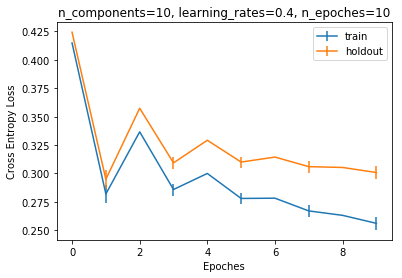 n_components=10, learning_rates=0.4, n_epoches=10
train
holdout
Cross Entropy Loss
0.425
0.400
0.375
0.350
0.325
0.300
0.275
0.250
0 2 4 6 8
Epoches